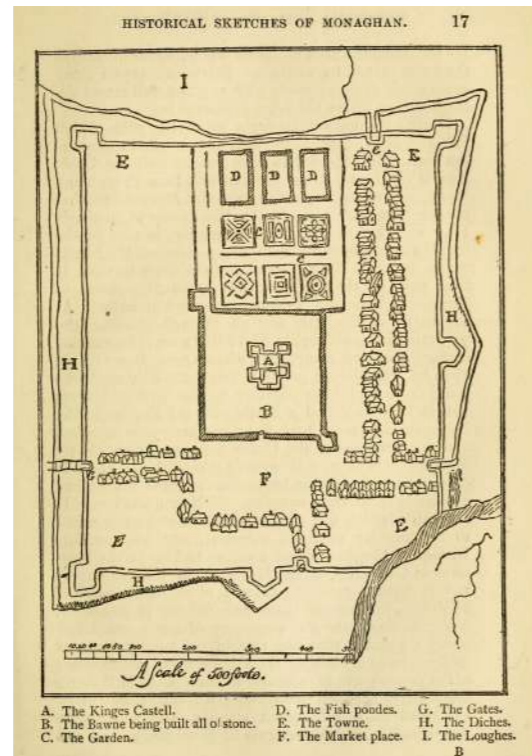 HISTORICAL SKETCHES OF MONAGHAN. 17
I
E E
D D D
H H
A
B
F
E E
H
A Scale of 500 foote.
A. The Kinges Castell. D. The Fish pondes. G. The Gates.
B. The Bawne being built all of stone. E. The Towne. H. The Diches.
C. The Garden. F. The Market place. I. The Loughes.
B